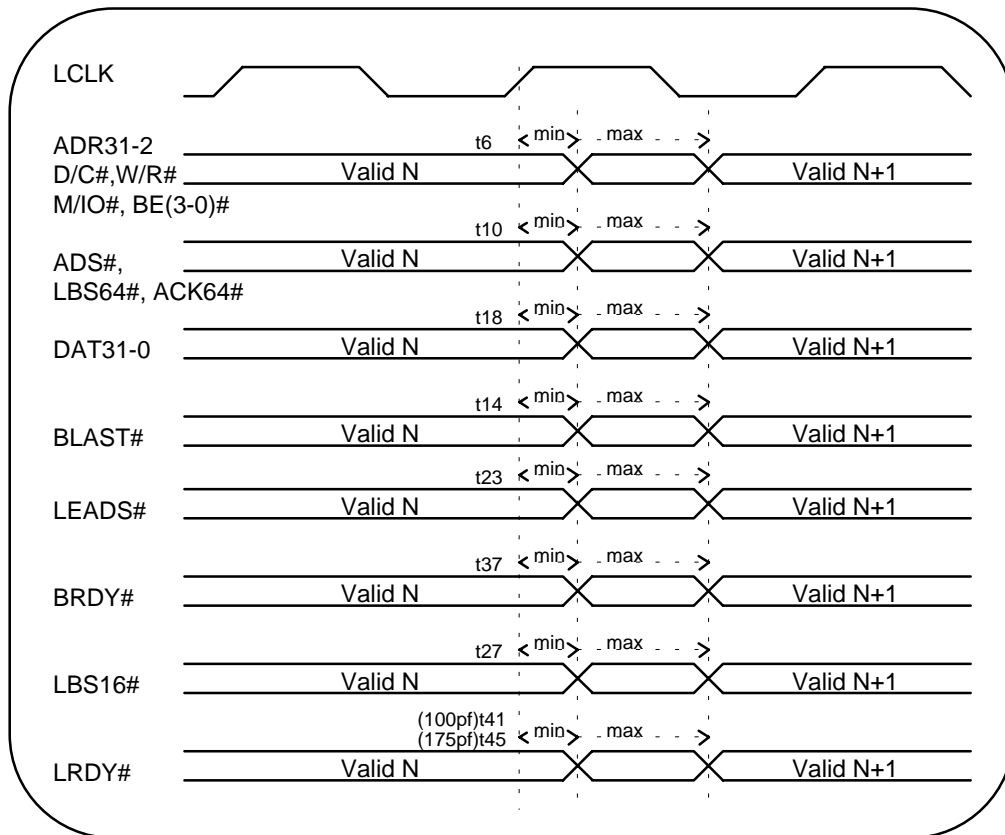 LCLK
ADR31-2
t6 min max
D/C#,W/R# Valid N Valid N+1
M/IO#, BE(3-0)#
t10 min max
ADS#, Valid N Valid N+1
LBS64#, ACK64#
t18 min max
DAT31-0 Valid N Valid N+1
t14 min max
BLAST# Valid N Valid N+1
t23 min max
LEADS# Valid N Valid N+1
t37 min max
BRDY# Valid N Valid N+1
t27 min max
LBS16# Valid N Valid N+1
(100pf)t41
(175pf)t45 min max
LRDY# Valid N Valid N+1